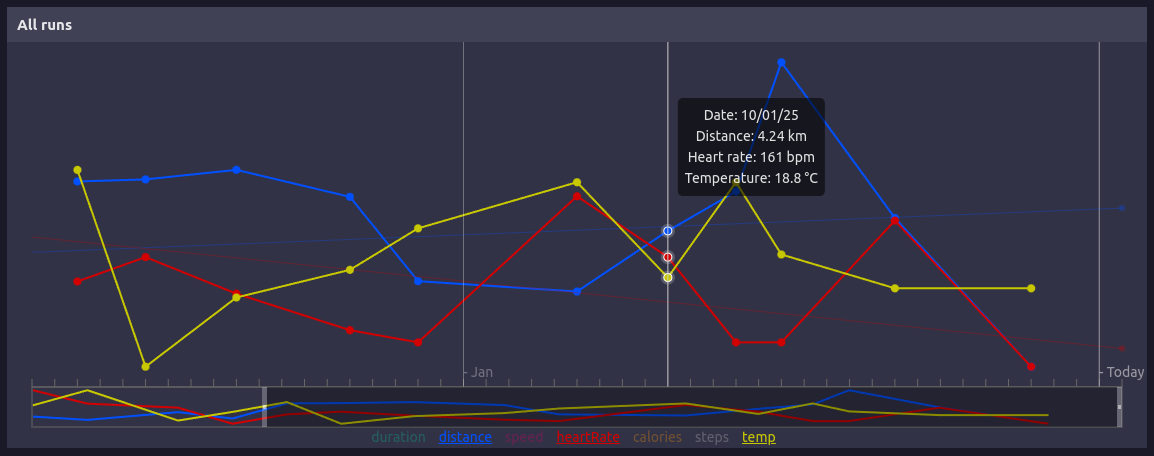 All runs
Date: 10/01/25
Distance: 4.24 km
Heart rate: 161 bpm
Temperature: 18.8 °C
Jan
Today
duration distance speed heartRate calories steps temp